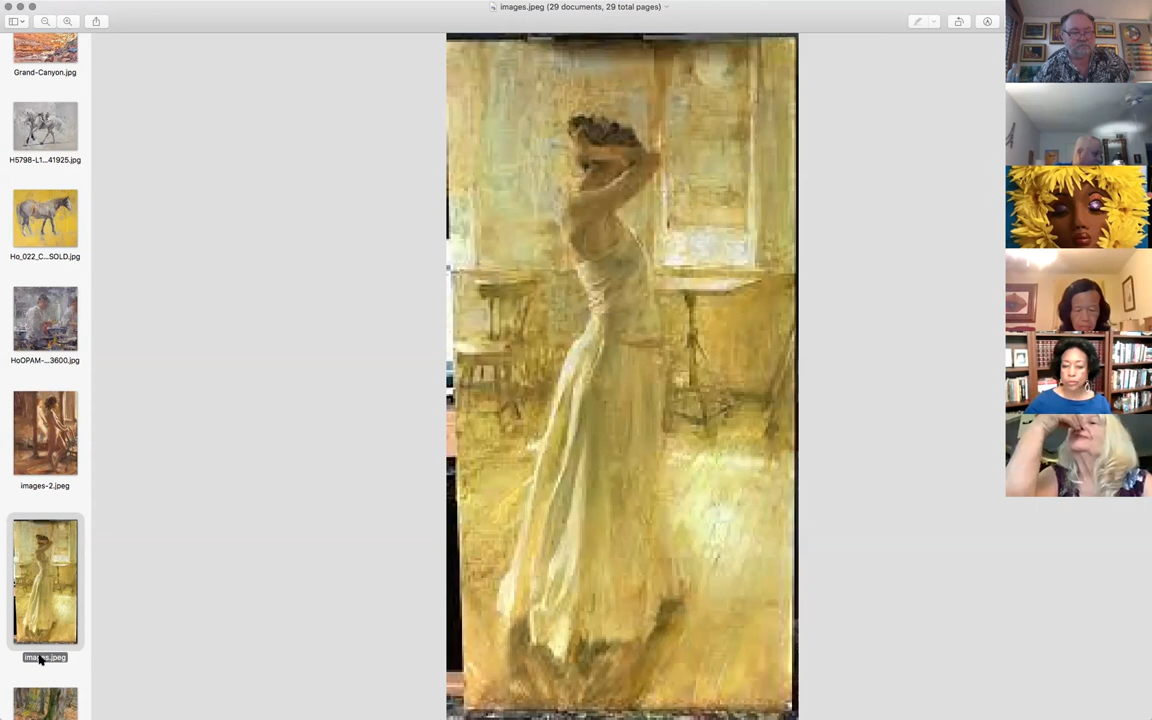 images.jpeg (29 documents, 29 total pages)
Grand-Canyon.jpg
H5798-L1...41925.jpg
Ho_022_C...SOLD.jpg
HoOPAM-...3600.jpg
images-2.jpeg
images.jpeg